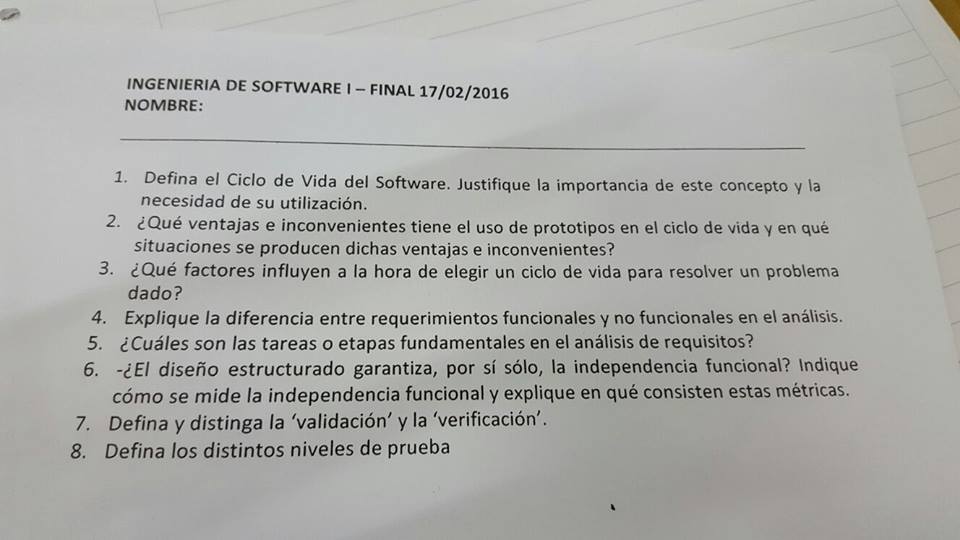 INGENIERIA DE SOFTWARE I – FINAL 17/02/2016
NOMBRE:
1. Defina el Ciclo de Vida del Software. Justifique la importancia de este concepto y la
necesidad de su utilización.
2. ¿Qué ventajas e inconvenientes tiene el uso de prototipos en el ciclo de vida y en qué
situaciones se producen dichas ventajas e inconvenientes?
3. ¿Qué factores influyen a la hora de elegir un ciclo de vida para resolver un problema
dado?
4. Explique la diferencia entre requerimientos funcionales y no funcionales en el análisis.
5. ¿Cuáles son las tareas o etapas fundamentales en el análisis de requisitos?
6. -¿El diseño estructurado garantiza, por sí sólo, la independencia funcional? Indique
cómo se mide la independencia funcional y explique en qué consisten estas métricas.
7. Defina y distinga la ‘validación’ y la ‘verificación’.
8. Defina los distintos niveles de prueba